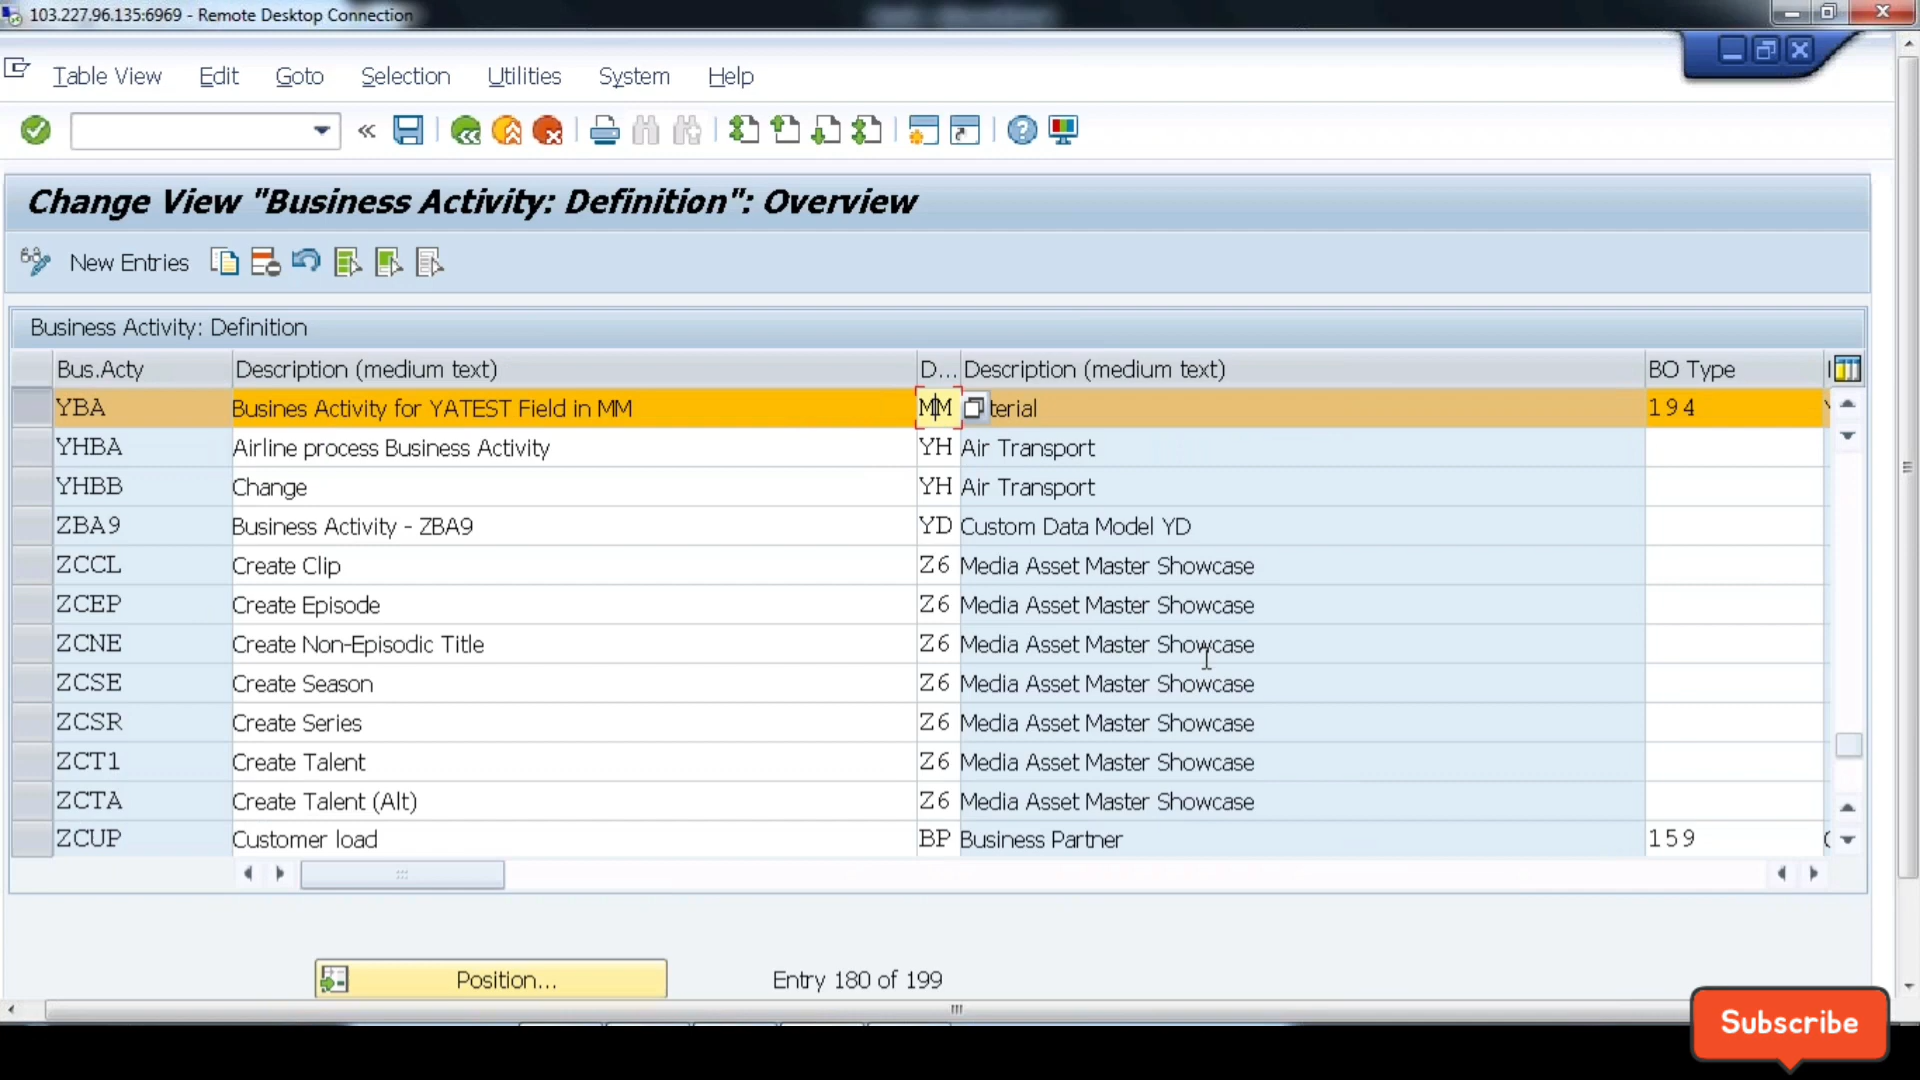 103.227.96.135:6969 - Remote Desktop Connection
Table View Edit Goto Selection Utilities System Help
Change View "Business Activity: Definition": Overview
New Entries
Business Activity: Definition
Bus.Acty Description (medium text) D... Description (medium text) BO Type
YBA Busines Activity for YATEST Field in MM MM terial 194
YHBA Airline process Business Activity YH Air Transport
YHBB Change YH Air Transport
ZBA9 Business Activity - ZBA9 YD Custom Data Model YD
ZCCL Create Clip Z6 Media Asset Master Showcase
ZCEP Create Episode Z6 Media Asset Master Showcase
ZCNE Create Non-Episodic Title Z6 Media Asset Master Showcase
ZCSE Create Season Z6 Media Asset Master Showcase
ZCSR Create Series Z6 Media Asset Master Showcase
ZCT1 Create Talent Z6 Media Asset Master Showcase
ZCTA Create Talent (Alt) Z6 Media Asset Master Showcase
ZCUP Customer load BP Business Partner 159
Position... Entry 180 of 199
Subscribe